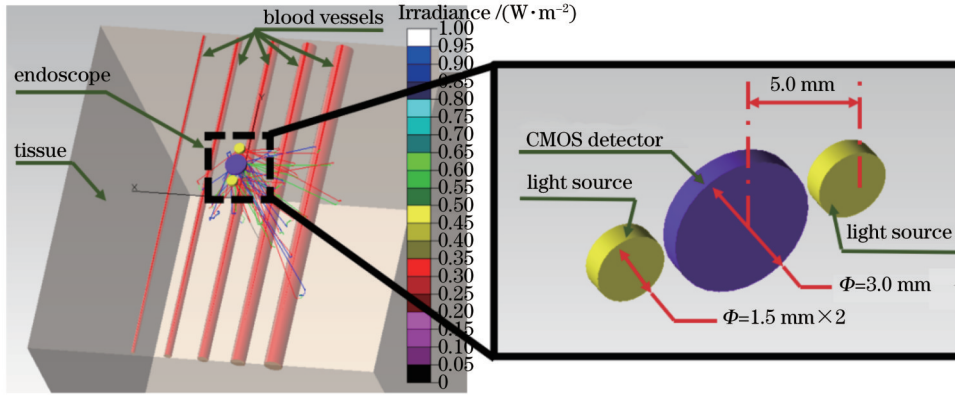 blood vessels
endoscope
tissue
x
Y
Irradiance /(W·m⁻²)
1.00
0.95
0.90
0.85
0.80
0.75
0.70
0.65
0.60
0.55
0.50
0.45
0.40
0.35
0.30
0.25
0.20
0.15
0.10
0.05
0
5.0 mm
CMOS detector
light source
light source
Φ=3.0 mm
Φ=1.5 mm×2